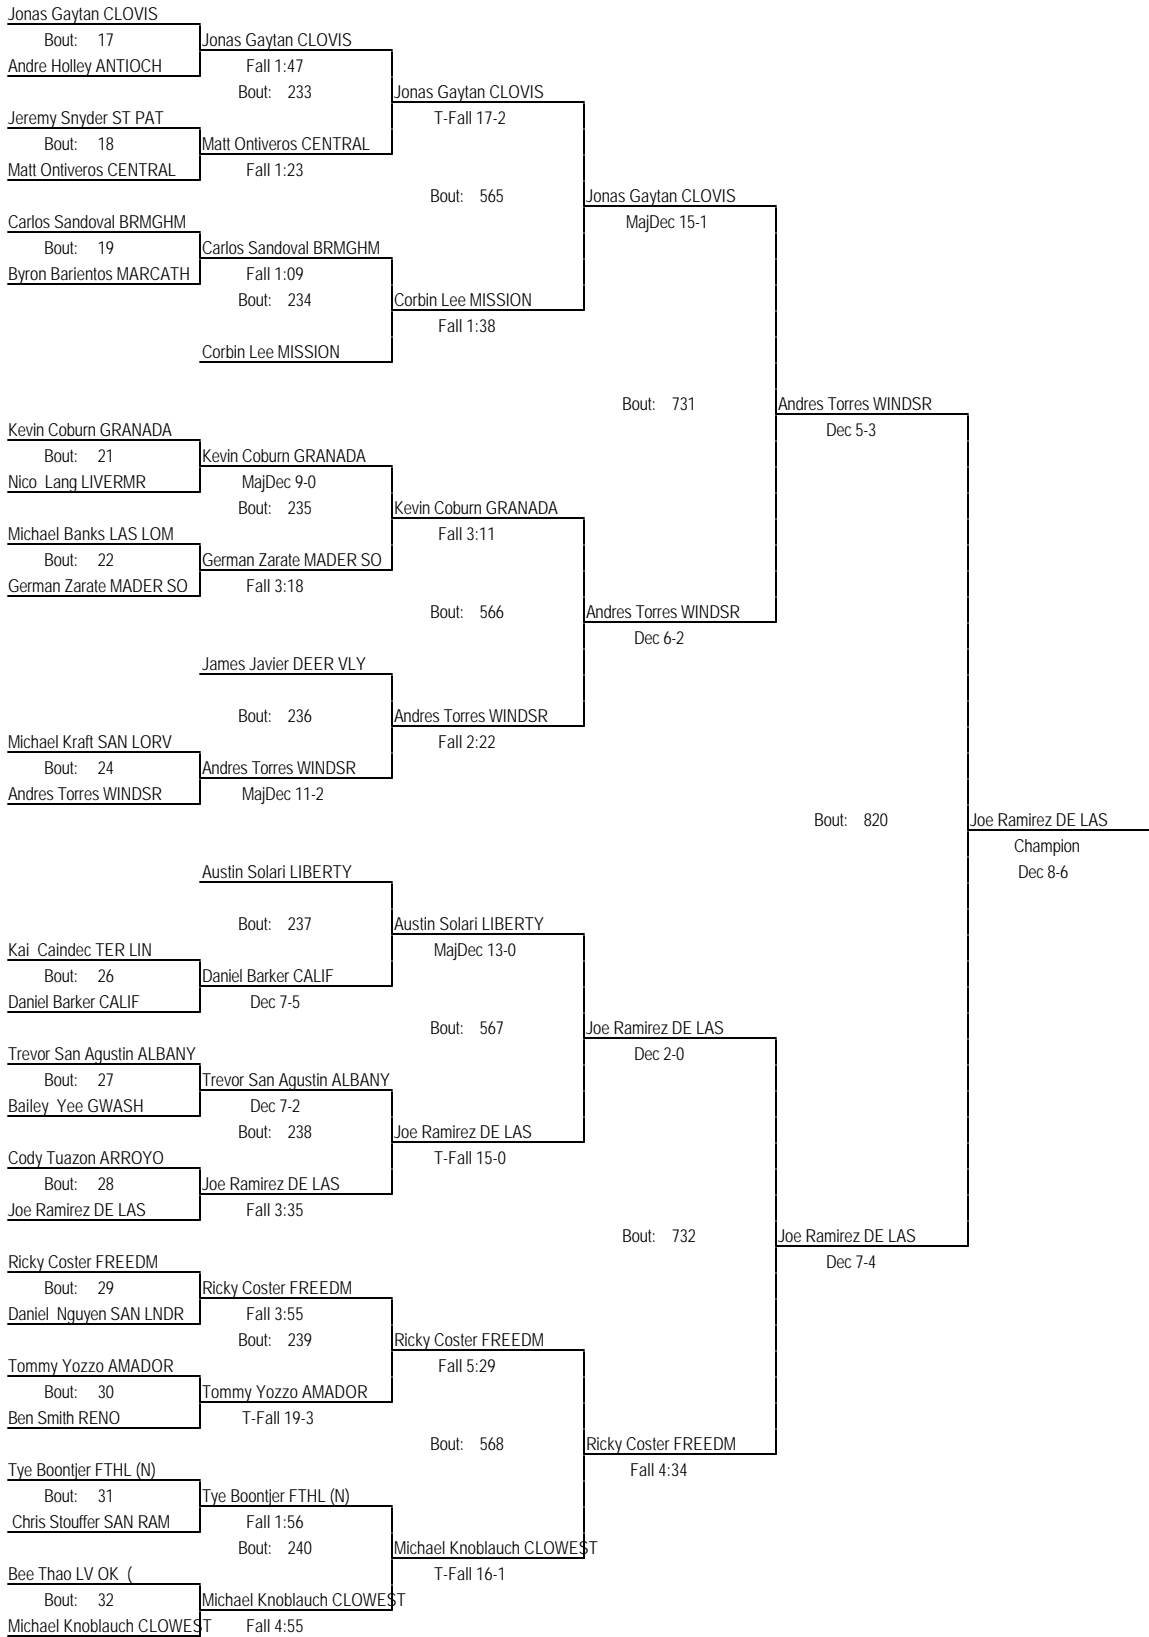 Jonas Gaytan CLOVIS
Bout: 17 Jonas Gaytan CLOVIS
Andre Holley ANTIOCH Fall 1:47
Bout: 233 Jonas Gaytan CLOVIS
Jeremy Snyder ST PAT T-Fall 17-2
Bout: 18 Matt Ontiveros CENTRAL
Matt Ontiveros CENTRAL Fall 1:23
Bout: 565 Jonas Gaytan CLOVIS
Carlos Sandoval BRMGHM MajDec 15-1
Bout: 19 Carlos Sandoval BRMGHM
Byron Barientos MARCATH Fall 1:09
Bout: 234 Corbin Lee MISSION
Fall 1:38
Corbin Lee MISSION
Bout: 731 Andres Torres WINDSR
Kevin Coburn GRANADA Dec 5-3
Bout: 21 Kevin Coburn GRANADA
Nico Lang LIVERMR MajDec 9-0
Bout: 235 Kevin Coburn GRANADA
Michael Banks LAS LOM Fall 3:11
Bout: 22 German Zarate MADER SO
German Zarate MADER SO Fall 3:18
Bout: 566 Andres Torres WINDSR
Dec 6-2
James Javier DEER VLY
Bout: 236 Andres Torres WINDSR
Michael Kraft SAN LORV Fall 2:22
Bout: 24 Andres Torres WINDSR
Andres Torres WINDSR MajDec 11-2
Bout: 820 Joe Ramirez DE LAS
Champion
Austin Solari LIBERTY Dec 8-6
Bout: 237 Austin Solari LIBERTY
Kai Caindec TER LIN MajDec 13-0
Bout: 26 Daniel Barker CALIF
Daniel Barker CALIF Dec 7-5
Bout: 567 Joe Ramirez DE LAS
Trevor San Agustin ALBANY Dec 2-0
Bout: 27 Trevor San Agustin ALBANY
Bailey Yee GWASH Dec 7-2
Bout: 238 Joe Ramirez DE LAS
Cody Tuazon ARROYO T-Fall 15-0
Bout: 28 Joe Ramirez DE LAS
Joe Ramirez DE LAS Fall 3:35
Bout: 732 Joe Ramirez DE LAS
Ricky Coster FREEDM Dec 7-4
Bout: 29 Ricky Coster FREEDM
Daniel Nguyen SAN LNDR Fall 3:55
Bout: 239 Ricky Coster FREEDM
Tommy Yozzo AMADOR Fall 5:29
Bout: 30 Tommy Yozzo AMADOR
Ben Smith RENO T-Fall 19-3
Bout: 568 Ricky Coster FREEDM
Tye Boontjer FTHL (N) Fall 4:34
Bout: 31 Tye Boontjer FTHL (N)
Chris Stouffer SAN RAM Fall 1:56
Bout: 240 Michael Knoblauch CLOWEST
Bee Thao LV OK ( T-Fall 16-1
Bout: 32 Michael Knoblauch CLOWEST
Michael Knoblauch CLOWEST Fall 4:55